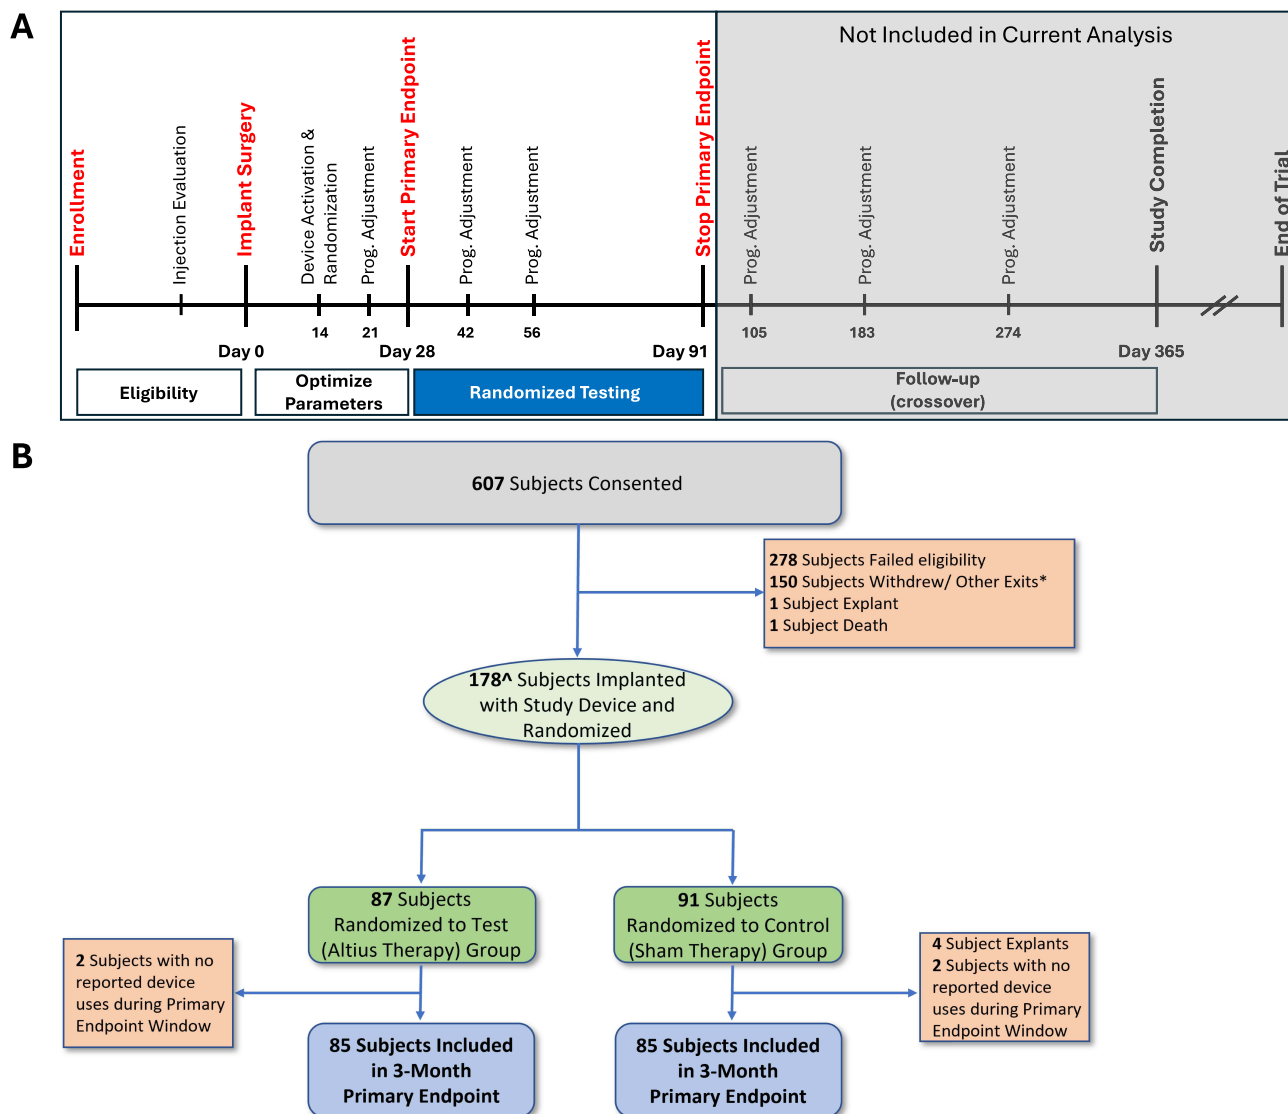 A
Not Included in Current Analysis
Enrollment
Injection Evaluation
Implant Surgery
Device Activation &
Randomization
Prog. Adjustment
Start Primary Endpoint
Prog. Adjustment
Prog. Adjustment
Stop Primary Endpoint
Prog. Adjustment
Prog. Adjustment
Prog. Adjustment
Study Completion
End of Trial
14
21
42
56
105
183
274
Day 0
Day 28
Day 91
Day 365
Eligibility
Optimize
Parameters
Randomized Testing
Follow-up
(crossover)
B
607 Subjects Consented
278 Subjects Failed eligibility
150 Subjects Withdrew/ Other Exits*
1 Subject Explant
1 Subject Death
178^ Subjects Implanted
with Study Device and
Randomized
87 Subjects
Randomized to Test
(Altius Therapy) Group
91 Subjects
Randomized to Control
(Sham Therapy) Group
2 Subjects with no
reported device
uses during Primary
Endpoint Window
4 Subject Explants
2 Subjects with no
reported device
uses during Primary
Endpoint Window
85 Subjects Included
in 3-Month
Primary Endpoint
85 Subjects Included
in 3-Month
Primary Endpoint